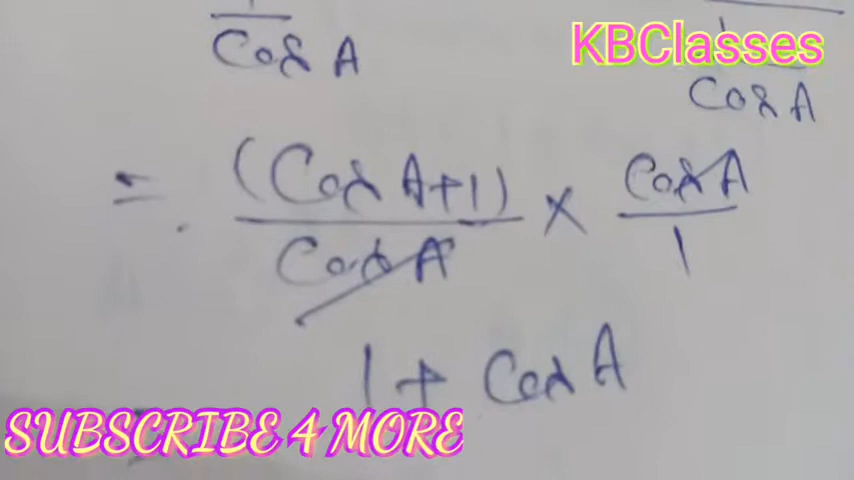 KBClasses
Cos A
Cos A
= (Cos A+1) × Cos A
Cos A 1
1 + Cos A
SUBSCRIBE 4 MORE